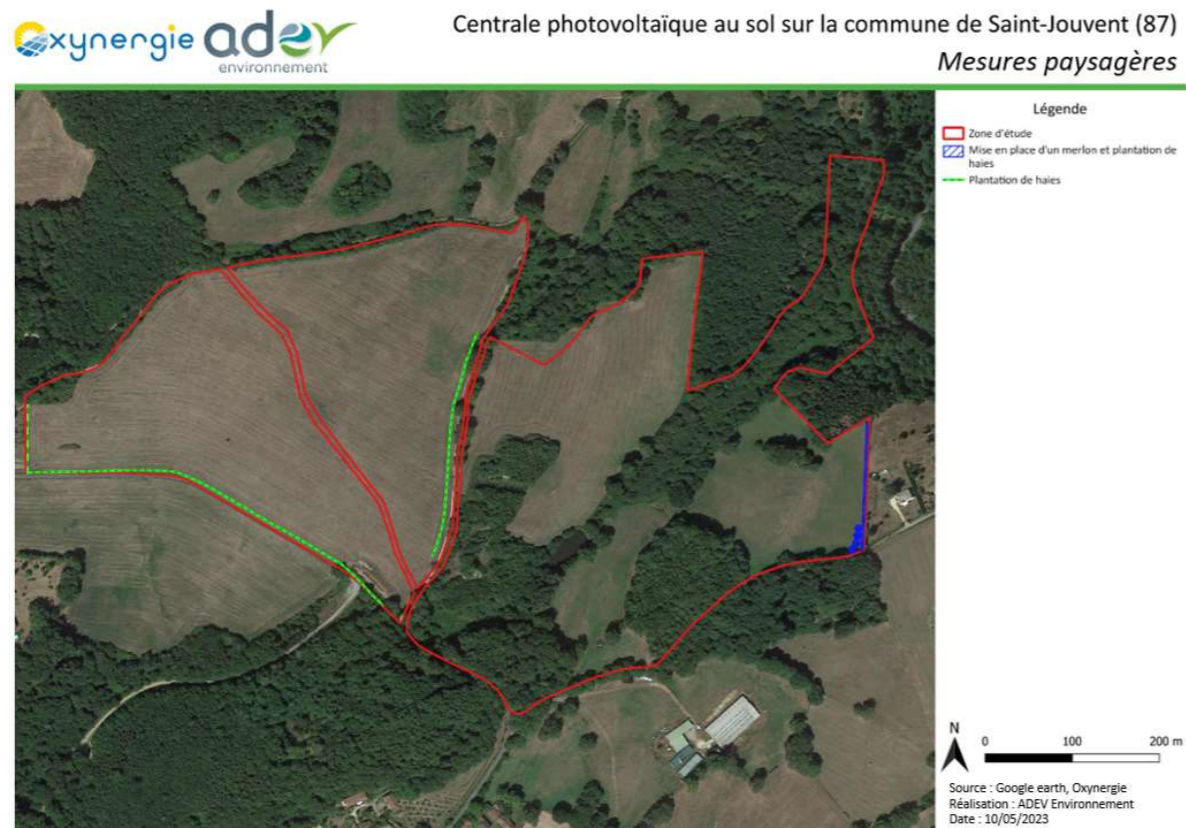 Oxynergie adev
environnement
Centrale photovoltaïque au sol sur la commune de Saint-Jouvent (87)
Mesures paysagères
Légende
Zone d'étude
Mise en place d'un merlon et plantation de
haies
Plantation de haies
N
0 100 200 m
Source : Google earth, Oxynergie
Réalisation : ADEV Environnement
Date : 10/05/2023